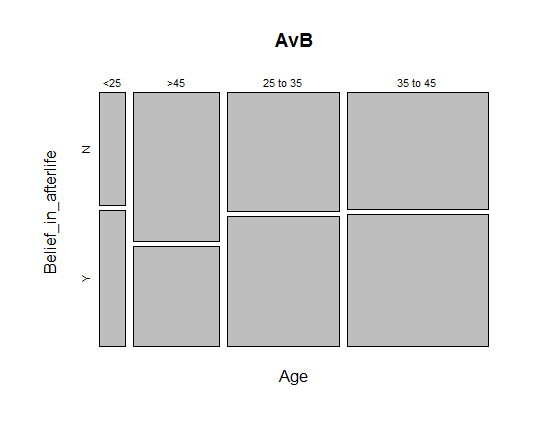 AvB
<25 >45 25 to 35 35 to 45
N
Belief_in_afterlife
Y
Age